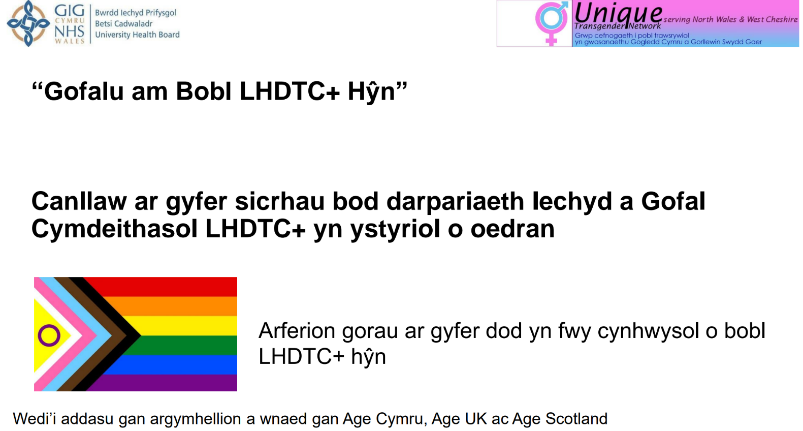 GIG
CYMRU
NHS
WALES
Bwrdd Iechyd Prifysgol
Betsi Cadwaladr
University Health Board
Unique serving North Wales & West Cheshire
Transgender Network
Grwp cefnogaeth i pobl trawsrywiol
yn gwasanaethu Gogledd Cymru a Gorllewin Swydd Gaer
“Gofalu am Bobl LHDTC+ Hŷn”
Canllaw ar gyfer sicrhau bod darpariaeth Iechyd a Gofal
Cymdeithasol LHDTC+ yn ystyriol o oedran
Arferion gorau ar gyfer dod yn fwy cynhwysol o bobl
LHDTC+ hŷn
Wedi’i addasu gan argymhellion a wnaed gan Age Cymru, Age UK ac Age Scotland